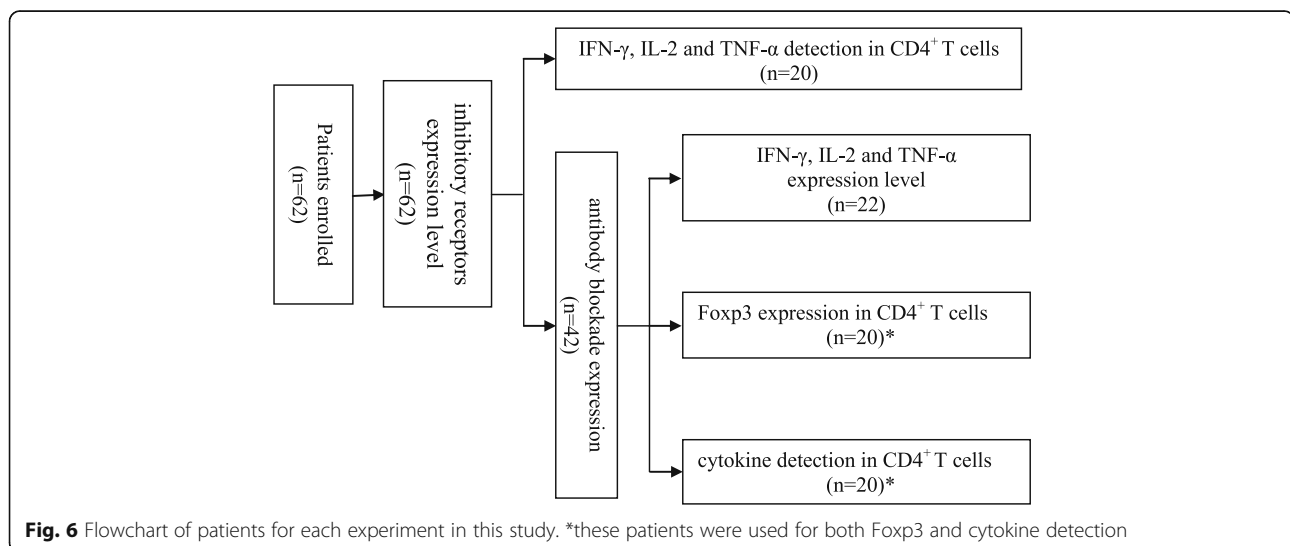 Patients enrolled
(n=62)
inhibitory receptors
expression level
(n=62)
IFN-γ, IL-2 and TNF-α detection in CD4⁺ T cells
(n=20)
antibody blockade expression
(n=42)
IFN-γ, IL-2 and TNF-α
expression level
(n=22)
Foxp3 expression in CD4⁺ T cells
(n=20)*
cytokine detection in CD4⁺ T cells
(n=20)*
Fig. 6 Flowchart of patients for each experiment in this study. *these patients were used for both Foxp3 and cytokine detection